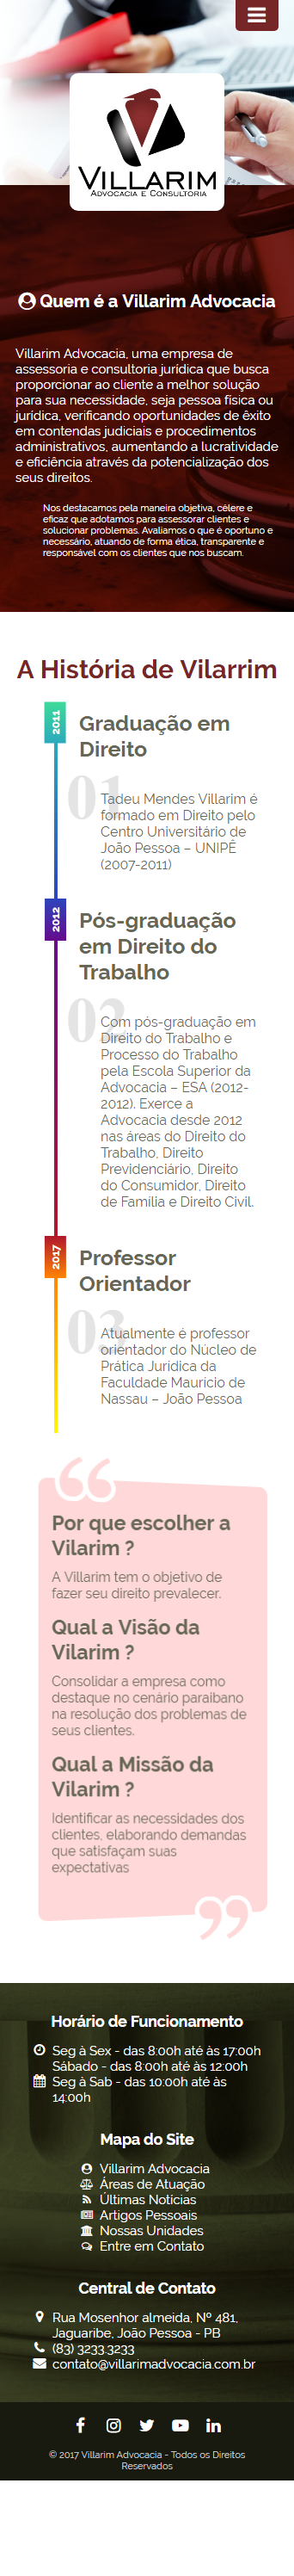 VILLARIM
ADVOCACIA E CONSULTORIA
Quem é a Villarim Advocacia
Villarim Advocacia, uma empresa de
assessoria e consultoria jurídica que busca
proporcionar ao cliente a melhor solução
para sua necessidade, seja pessoa física ou
jurídica, verificando oportunidades de êxito
em contendas judiciais e procedimentos
administrativos, aumentando a lucratividade
e eficiência através da potencialização dos
seus direitos.
Nos destacamos pela maneira objetiva, célere e
eficaz que adotamos para assessorar clientes e
solucionar problemas. Avaliamos o que é oportuno e
necessário, atuando de forma ética, transparente e
responsável com os clientes que nos buscam.
A História de Vilarrim
2011
Graduação em
Direito
01
Tadeu Mendes Villarim é
formado em Direito pelo
Centro Universitário de
João Pessoa – UNIPÊ
(2007-2011)
2012
Pós-graduação
em Direito do
Trabalho
02
Com pós-graduação em
Direito do Trabalho e
Processo do Trabalho
pela Escola Superior da
Advocacia – ESA (2012-
2012). Exerce a
Advocacia desde 2012
nas áreas do Direito do
Trabalho, Direito
Previdenciário, Direito
do Consumidor, Direito
de Família e Direito Civil.
2017
Professor
Orientador
03
Atualmente é professor
orientador do Núcleo de
Prática Jurídica da
Faculdade Mauricio de
Nassau – João Pessoa
Por que escolher a
Vilarim ?
A Villarim tem o objetivo de
fazer seu direito prevalecer.
Qual a Visão da
Vilarim ?
Consolidar a empresa como
destaque no cenário paraibano
na resolução dos problemas de
seus clientes.
Qual a Missão da
Vilarim ?
Identificar as necessidades dos
clientes, elaborando demandas
que satisfaçam suas
expectativas
Horário de Funcionamento
Seg à Sex - das 8:00h até às 17:00h
Sábado - das 8:00h até às 12:00h
Seg à Sab - das 10:00h até às
14:00h
Mapa do Site
Villarim Advocacia
Áreas de Atuação
Últimas Notícias
Artigos Pessoais
Nossas Unidades
Entre em Contato
Central de Contato
Rua Mosenhor almeida, Nº 481,
Jaguaribe, João Pessoa - PB
(83) 3233.3233
contato@villarimadvocacia.com.br
© 2017 Villarim Advocacia - Todos os Direitos
Reservados